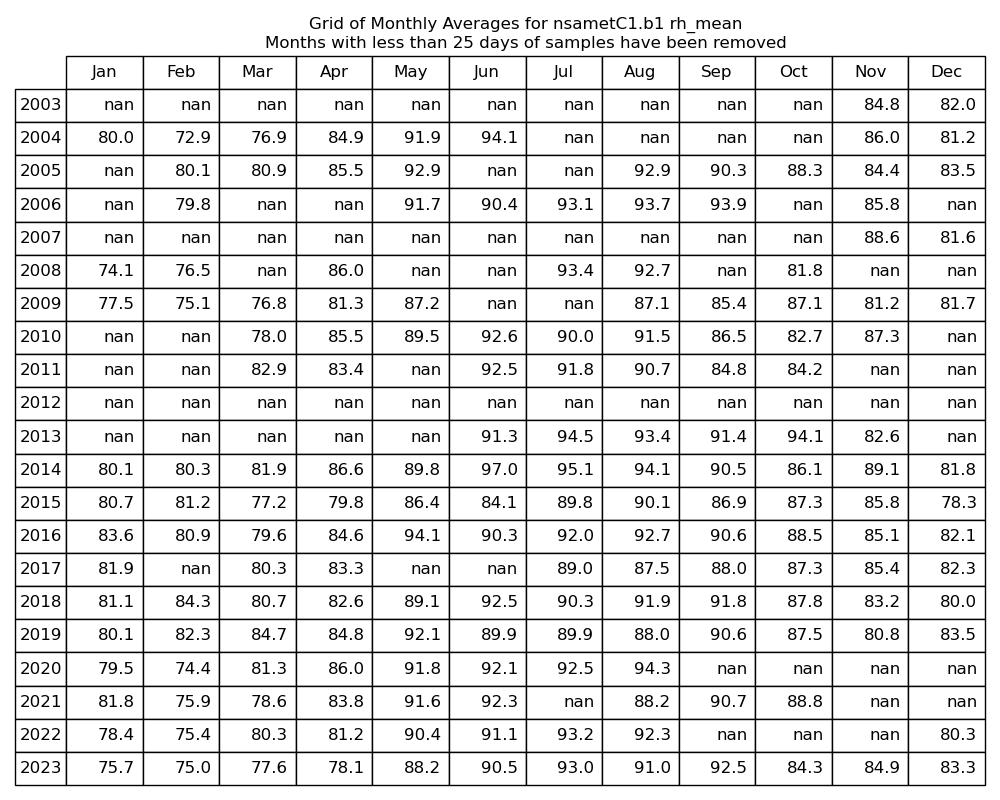 Grid of Monthly Averages for nsametC1.b1 rh_mean
Months with less than 25 days of samples have been removed
Jan Feb Mar Apr May Jun Jul Aug Sep Oct Nov Dec
2003 nan nan nan nan nan nan nan nan nan nan 84.8 82.0
2004 80.0 72.9 76.9 84.9 91.9 94.1 nan nan nan nan 86.0 81.2
2005 nan 80.1 80.9 85.5 92.9 nan nan 92.9 90.3 88.3 84.4 83.5
2006 nan 79.8 nan nan 91.7 90.4 93.1 93.7 93.9 nan 85.8 nan
2007 nan nan nan nan nan nan nan nan nan nan 88.6 81.6
2008 74.1 76.5 nan 86.0 nan nan 93.4 92.7 nan 81.8 nan nan
2009 77.5 75.1 76.8 81.3 87.2 nan nan 87.1 85.4 87.1 81.2 81.7
2010 nan nan 78.0 85.5 89.5 92.6 90.0 91.5 86.5 82.7 87.3 nan
2011 nan nan 82.9 83.4 nan 92.5 91.8 90.7 84.8 84.2 nan nan
2012 nan nan nan nan nan nan nan nan nan nan nan nan
2013 nan nan nan nan nan 91.3 94.5 93.4 91.4 94.1 82.6 nan
2014 80.1 80.3 81.9 86.6 89.8 97.0 95.1 94.1 90.5 86.1 89.1 81.8
2015 80.7 81.2 77.2 79.8 86.4 84.1 89.8 90.1 86.9 87.3 85.8 78.3
2016 83.6 80.9 79.6 84.6 94.1 90.3 92.0 92.7 90.6 88.5 85.1 82.1
2017 81.9 nan 80.3 83.3 nan nan 89.0 87.5 88.0 87.3 85.4 82.3
2018 81.1 84.3 80.7 82.6 89.1 92.5 90.3 91.9 91.8 87.8 83.2 80.0
2019 80.1 82.3 84.7 84.8 92.1 89.9 89.9 88.0 90.6 87.5 80.8 83.5
2020 79.5 74.4 81.3 86.0 91.8 92.1 92.5 94.3 nan nan nan nan
2021 81.8 75.9 78.6 83.8 91.6 92.3 nan 88.2 90.7 88.8 nan nan
2022 78.4 75.4 80.3 81.2 90.4 91.1 93.2 92.3 nan nan nan 80.3
2023 75.7 75.0 77.6 78.1 88.2 90.5 93.0 91.0 92.5 84.3 84.9 83.3